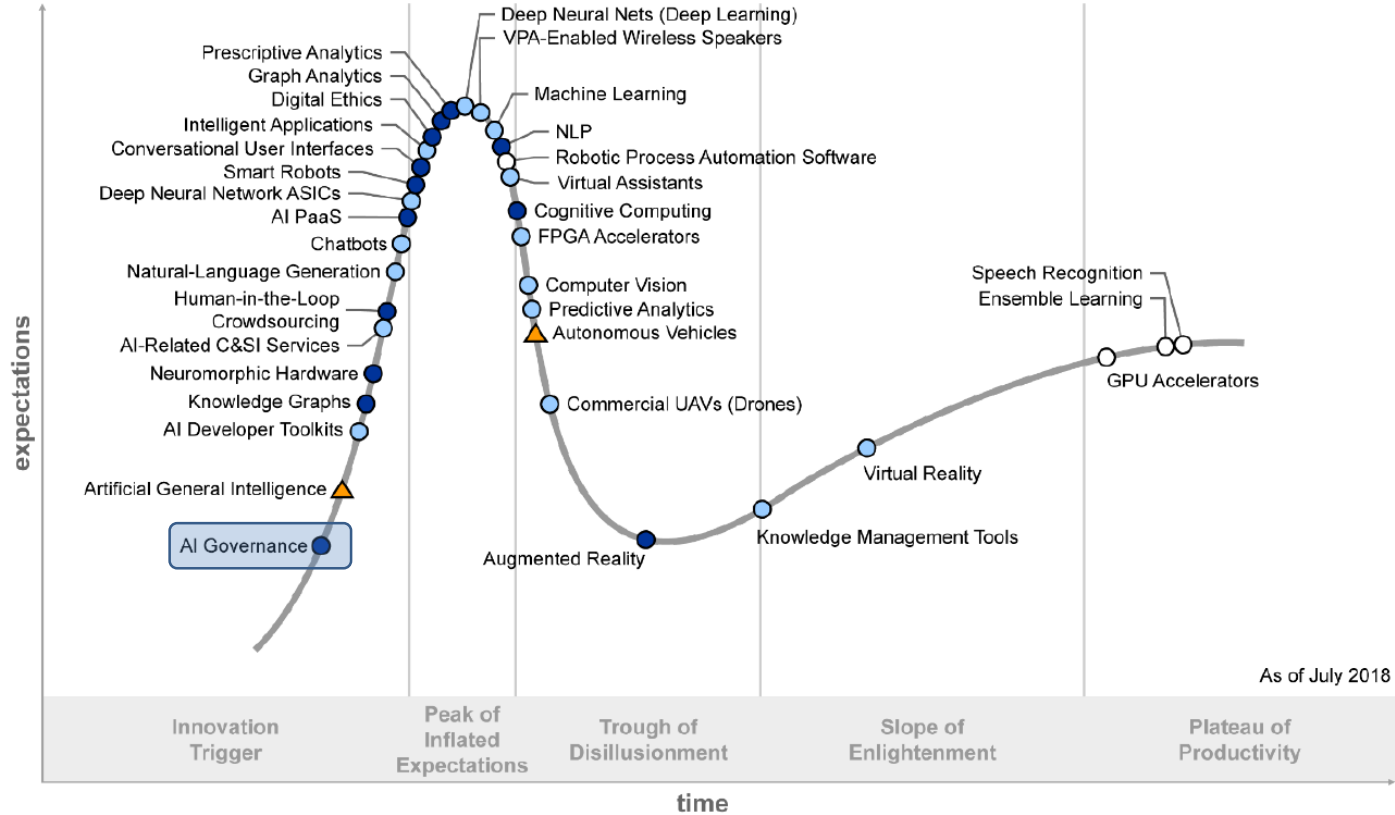 Deep Neural Nets (Deep Learning)
VPA-Enabled Wireless Speakers
Prescriptive Analytics
Graph Analytics
Digital Ethics
Intelligent Applications
Conversational User Interfaces
Smart Robots
Deep Neural Network ASICs
AI PaaS
Chatbots
Natural-Language Generation
Human-in-the-Loop
Crowdsourcing
AI-Related C&SI Services
Neuromorphic Hardware
Knowledge Graphs
AI Developer Toolkits
Artificial General Intelligence
AI Governance
Machine Learning
NLP
Robotic Process Automation Software
Virtual Assistants
Cognitive Computing
FPGA Accelerators
Computer Vision
Predictive Analytics
Autonomous Vehicles
Commercial UAVs (Drones)
Augmented Reality
Knowledge Management Tools
Virtual Reality
Speech Recognition
Ensemble Learning
GPU Accelerators
expectations
As of July 2018
Innovation
Trigger
Peak of
Inflated
Expectations
Trough of
Disillusionment
Slope of
Enlightenment
Plateau of
Productivity
time